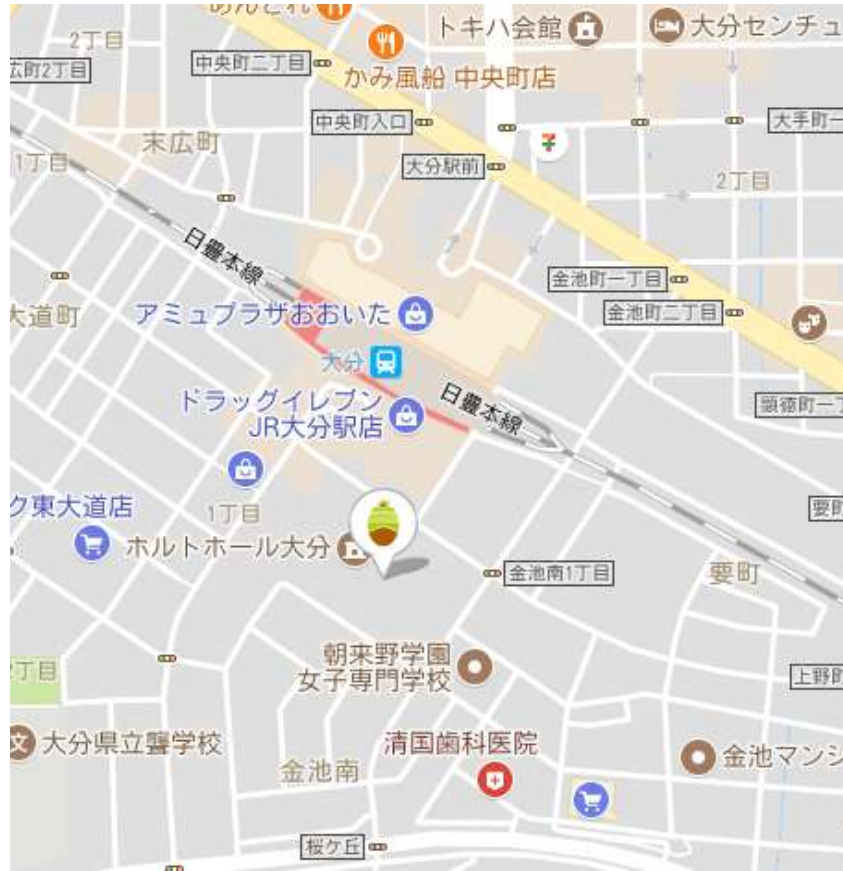 めんどれ
トキハ会館
大分センチュ
2丁目
広町2丁目
中央町二丁目
かみ風船 中央町店
中央町入口
大手町一
末広町
1丁目
大分駅前
2丁目
日豊本線
金池町一丁目
大道町
アミュプラザおおいた
金池町二丁目
大分
ドラッグイレブン
JR大分駅店
日豊本線
顕徳町一丁
ク東大道店
1丁目
要町
ホルトホール大分
金池南1丁目
要町
朝来野学園
女子専門学校
2丁目
上野町
大分県立聾学校
清国歯科医院
金池南
金池マンシ
桜ケ丘